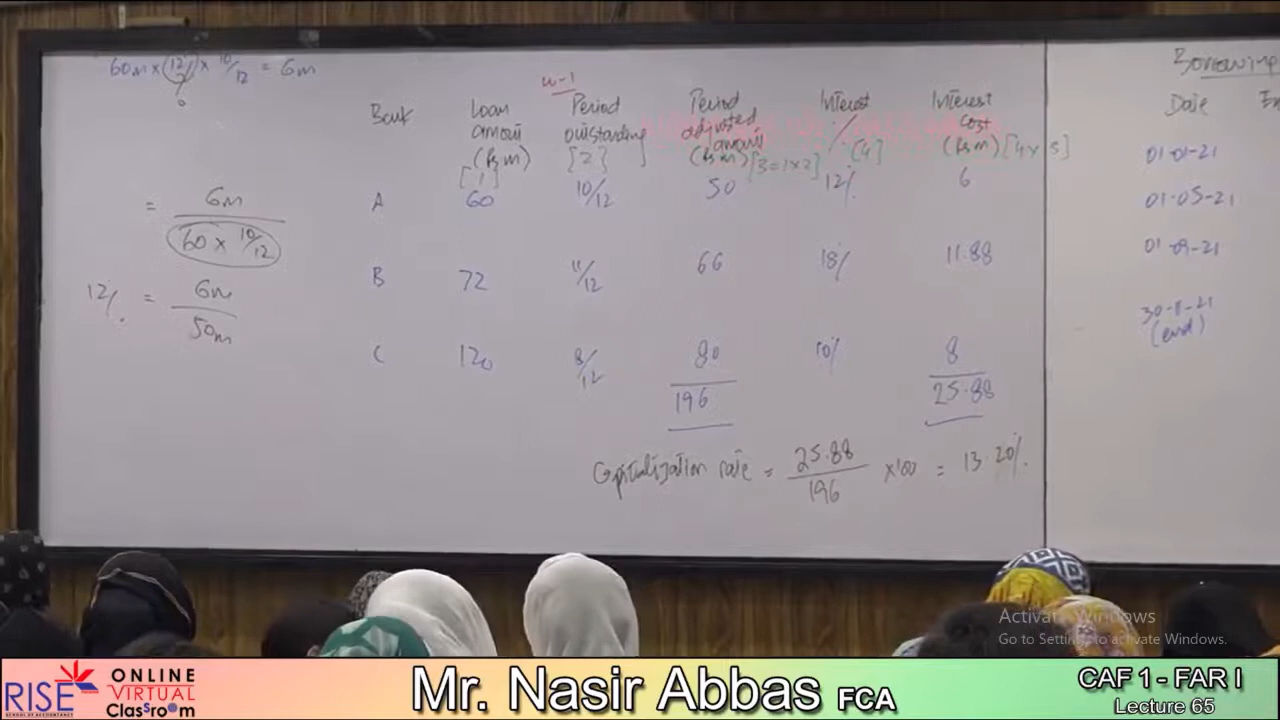 60m × 12% × 10/12 = 6m
?
= 6m / 60 × 10/12
12% = 6m / 50m
w-1
Bank Loan amount (Rs m) [1] Period outstanding [2] Period adjusted amount (Rs m) [3=1×2] Interest % [4] Interest cost (Rs m) [4×3]
A 60 10/12 50 12% 6
B 72 11/12 66 18% 11.88
C 120 8/12 80 10% 8
196 25.88
Capitalization rate = 25.88 / 196 × 100 = 13.20%
Borrowing
Date
01-01-21
01-05-21
01-09-21
30-11-21
(end)
Activate Windows
Go to Settings to activate Windows.
RISE
SCHOOL OF ACCOUNTANCY
ONLINE
VIRTUAL
Classroom
Mr. Nasir Abbas FCA
CAF 1 - FAR I
Lecture 65